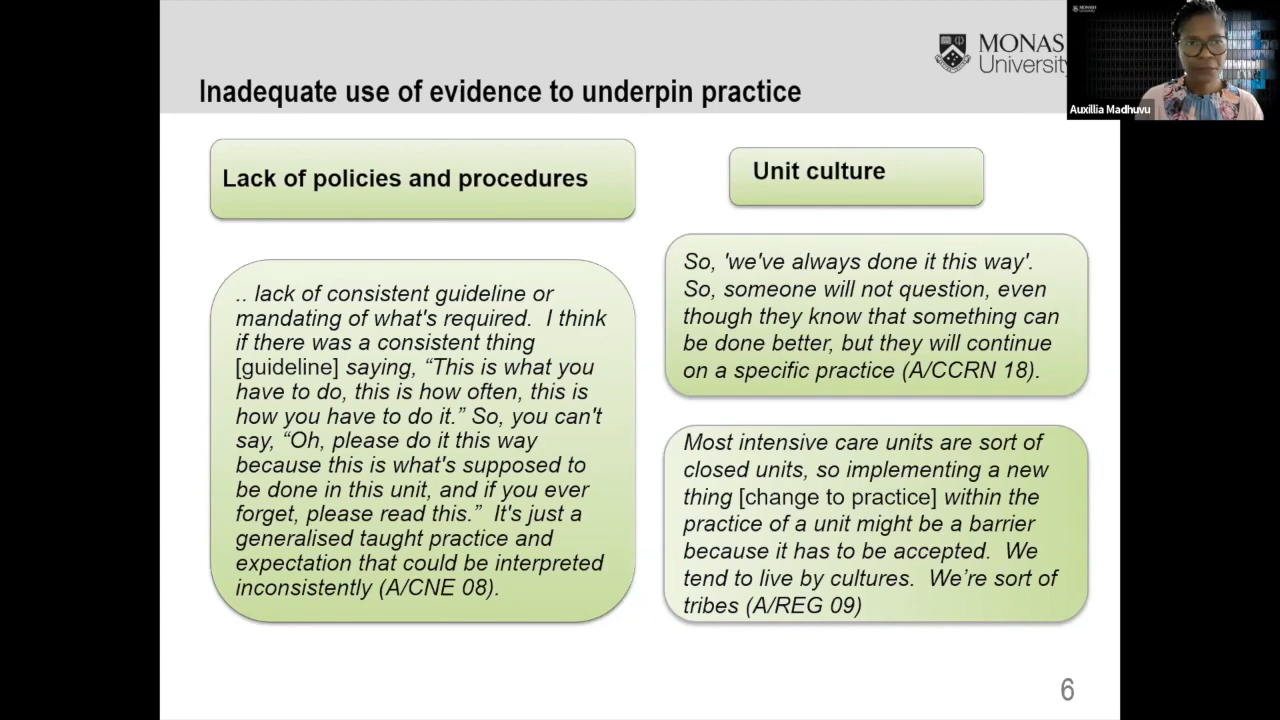 MONAS
University
Auxillia Madhuvu
Inadequate use of evidence to underpin practice
Lack of policies and procedures
.. lack of consistent guideline or
mandating of what's required. I think
if there was a consistent thing
[guideline] saying, “This is what you
have to do, this is how often, this is
how you have to do it.” So, you can't
say, “Oh, please do it this way
because this is what's supposed to
be done in this unit, and if you ever
forget, please read this.” It's just a
generalised taught practice and
expectation that could be interpreted
inconsistently (A/CNE 08).
Unit culture
So, 'we've always done it this way'.
So, someone will not question, even
though they know that something can
be done better, but they will continue
on a specific practice (A/CCRN 18).
Most intensive care units are sort of
closed units, so implementing a new
thing [change to practice] within the
practice of a unit might be a barrier
because it has to be accepted. We
tend to live by cultures. We’re sort of
tribes (A/REG 09)
6